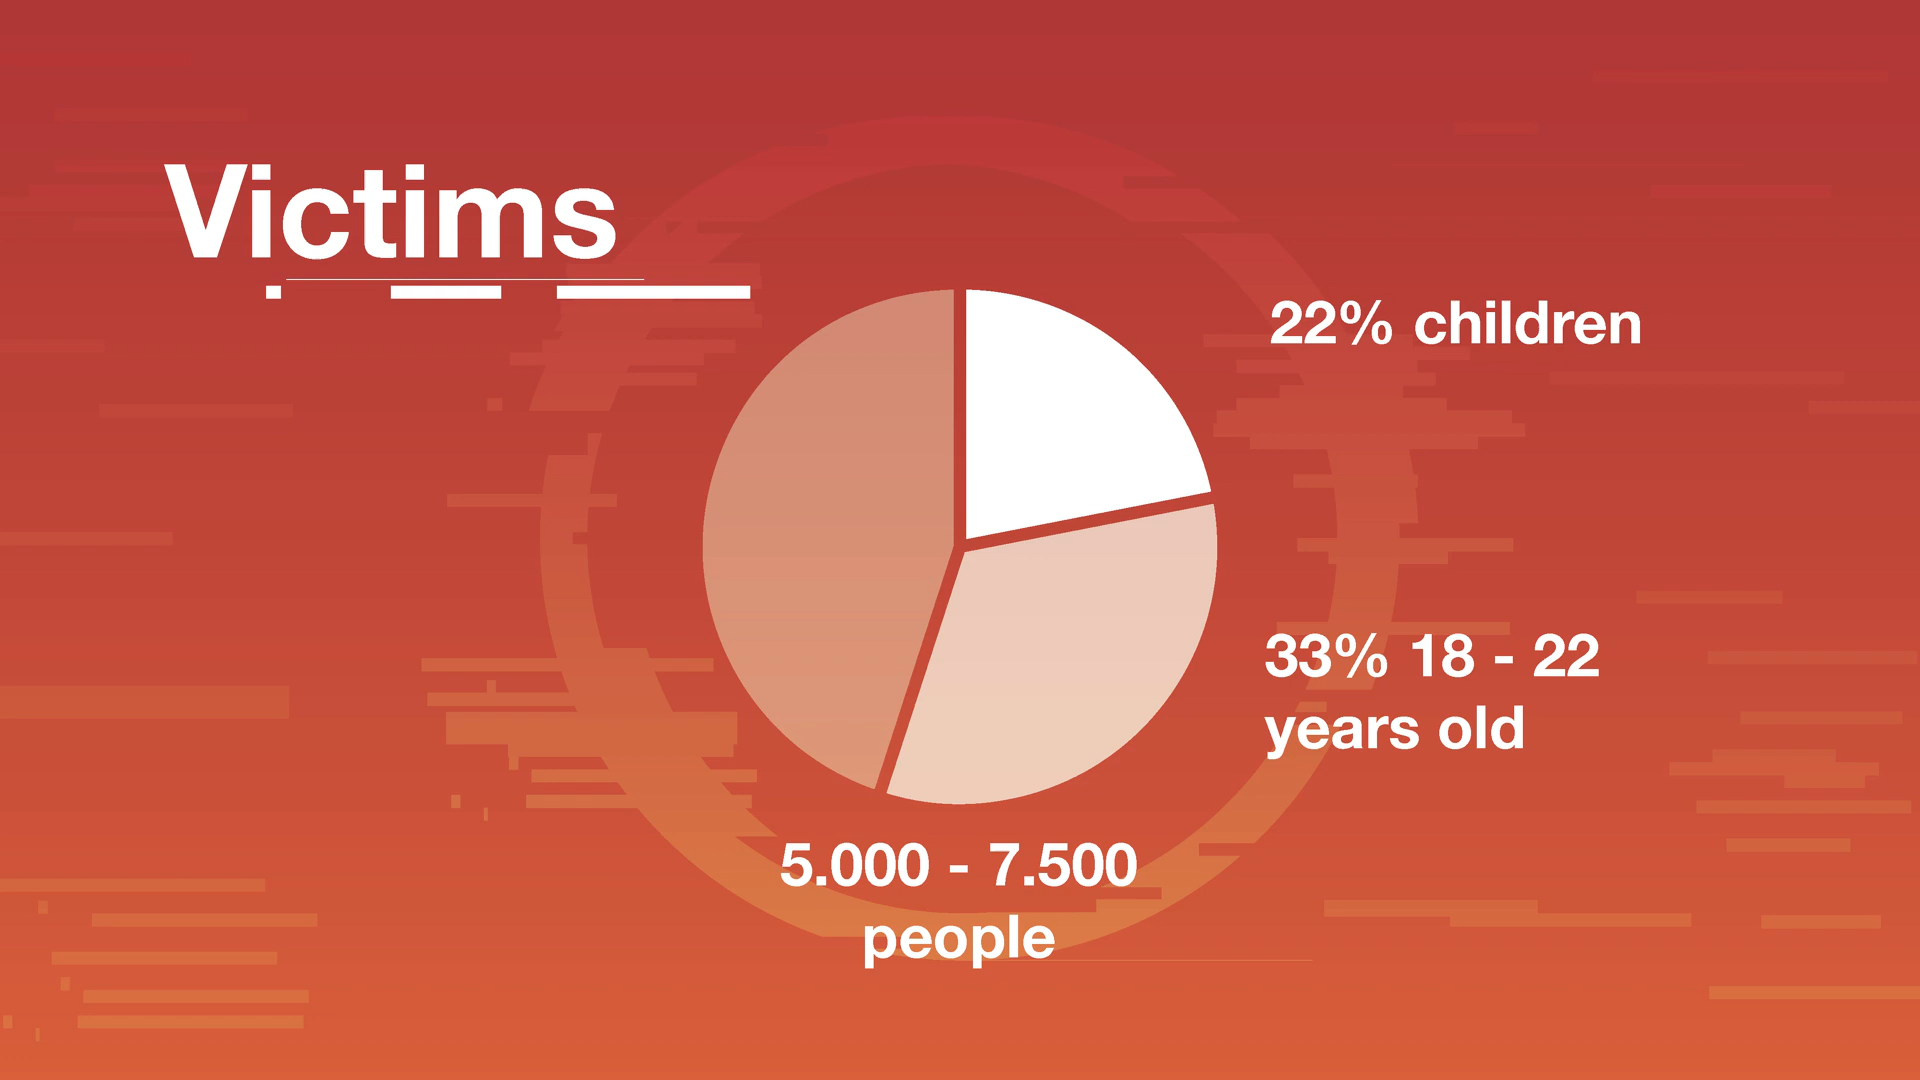 Victims
22% children
33% 18 - 22
years old
5.000 - 7.500
people